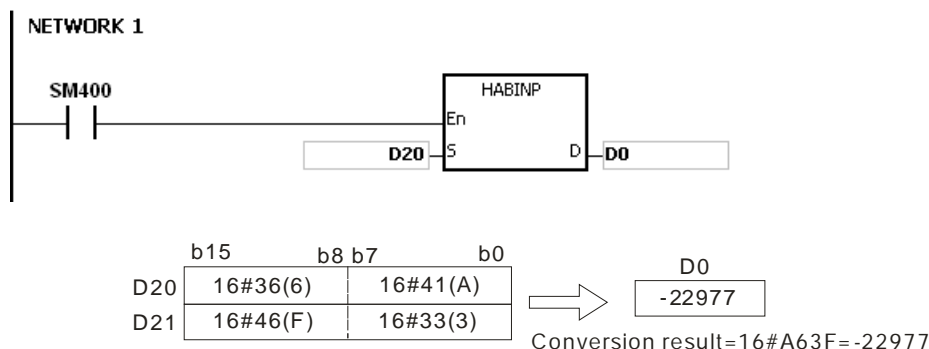 NETWORK 1
SM400
HABINP
En
D20 S D D0
b15 b8 b7 b0
D20 16#36(6) 16#41(A)
D21 16#46(F) 16#33(3)
D0
-22977
Conversion result=16#A63F=-22977